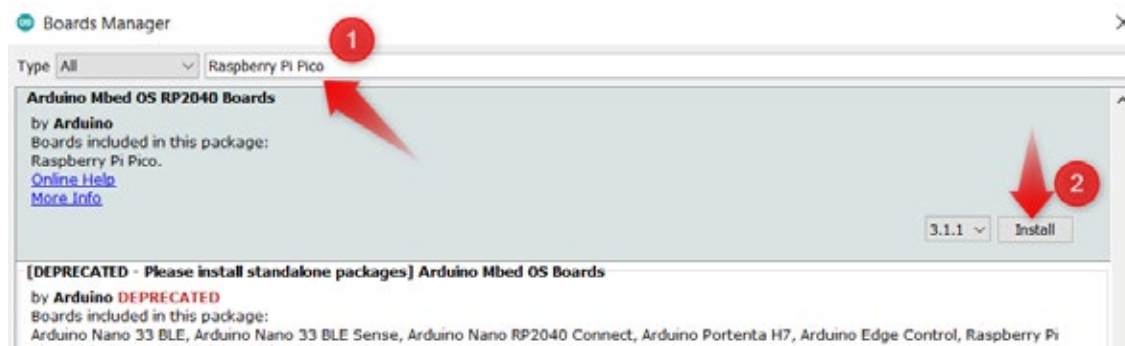 Boards Manager
1
Type All Raspberry Pi Pico
Arduino Mbed OS RP2040 Boards
by Arduino
Boards included in this package:
Raspberry Pi Pico.
Online Help
More Info
2
3.1.1 Install
[DEPRECATED - Please install standalone packages] Arduino Mbed OS Boards
by Arduino DEPRECATED
Boards included in this package:
Arduino Nano 33 BLE, Arduino Nano 33 BLE Sense, Arduino Nano RP2040 Connect, Arduino Portenta H7, Arduino Edge Control, Raspberry Pi